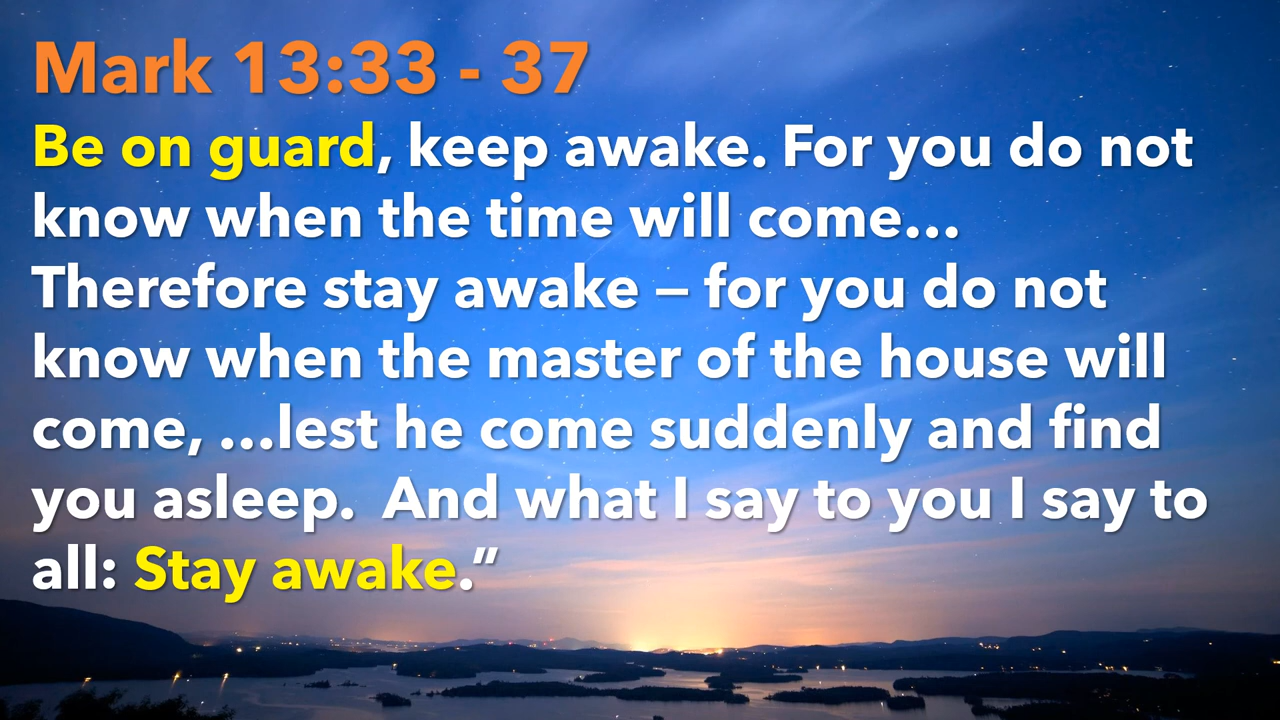 Mark 13:33 - 37
Be on guard, keep awake. For you do not
know when the time will come...
Therefore stay awake – for you do not
know when the master of the house will
come, ...lest he come suddenly and find
you asleep.  And what I say to you I say to
all: Stay awake.”